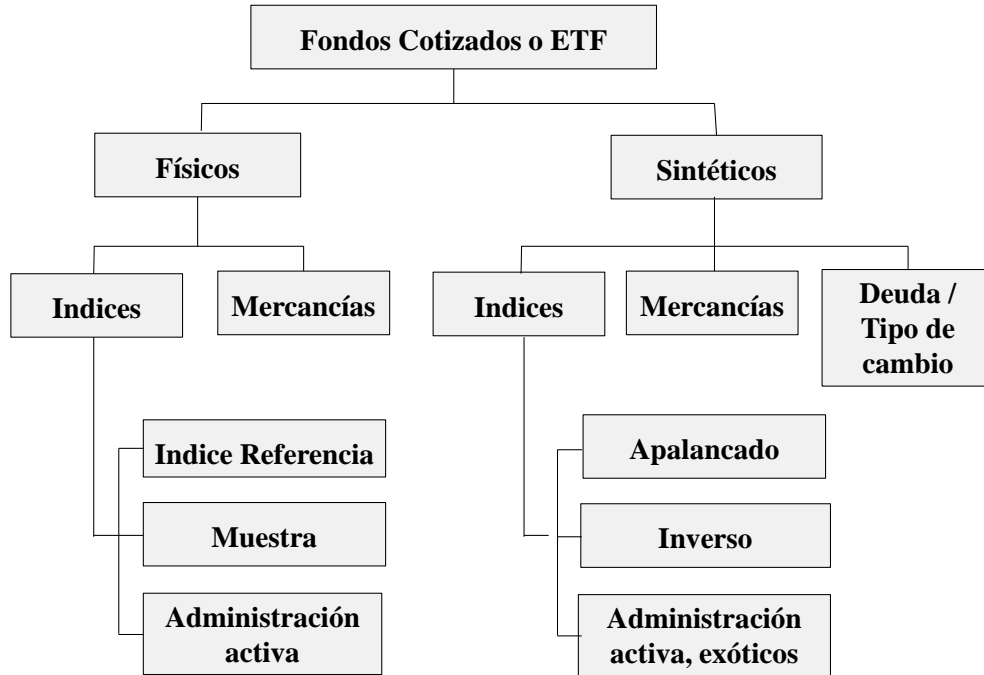 Fondos Cotizados o ETF
Físicos
Sintéticos
Indices
Mercancías
Indices
Mercancías
Deuda /
Tipo de
cambio
Indice Referencia
Muestra
Administración
activa
Apalancado
Inverso
Administración
activa, exóticos